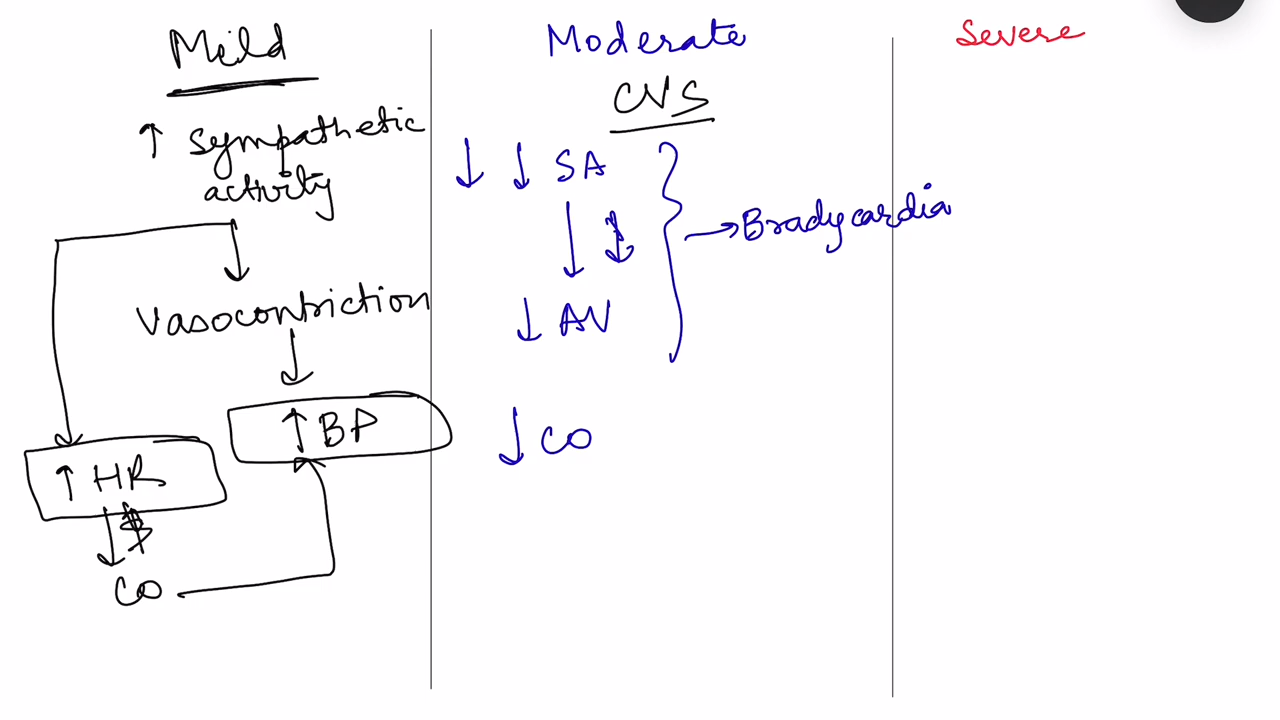 Mild
↑ Sympathetic
activity
Vasocontriction
↑ BP
↑ HR
CO
Moderate
CVS
↓ ↓ SA
↓ AV
→ Bradycardia
↓ CO
Severe